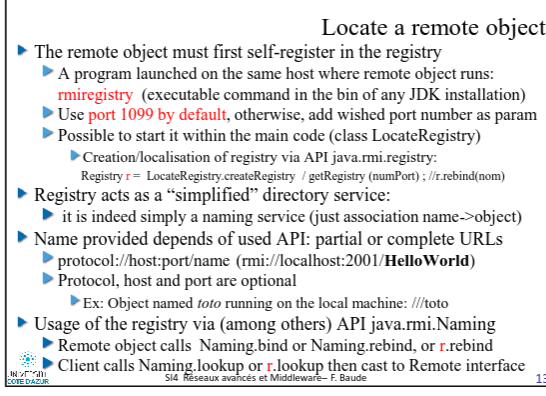 Locate a remote object
The remote object must first self-register in the registry
A program launched on the same host where remote object runs:
rmiregistry (executable command in the bin of any JDK installation)
Use port 1099 by default, otherwise, add wished port number as param
Possible to start it within the main code (class LocateRegistry)
Creation/localisation of registry via API java.rmi.registry:
Registry r = LocateRegistry.createRegistry / getRegistry (numPort) ; //r.rebind(nom)
Registry acts as a “simplified” directory service:
it is indeed simply a naming service (just association name->object)
Name provided depends of used API: partial or complete URLs
protocol://host:port/name (rmi://localhost:2001/HelloWorld)
Protocol, host and port are optional
Ex: Object named toto running on the local machine: ///toto
Usage of the registry via (among others) API java.rmi.Naming
Remote object calls Naming.bind or Naming.rebind, or r.rebind
Client calls Naming.lookup or r.lookup then cast to Remote interface
UNIVERSITÉ
CÔTE D'AZUR
SI4 Réseaux avancés et Middleware– F. Baude
13